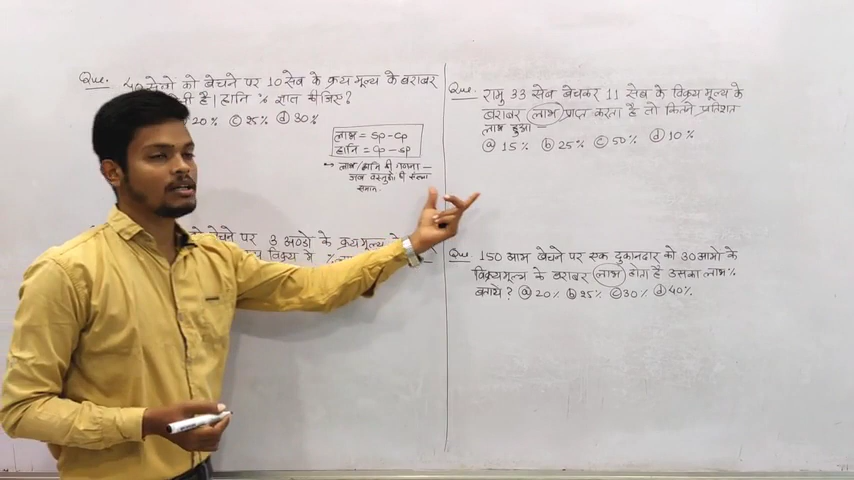 Que. 40 सेवो को बेचने पर 10 सेब के क्रय मूल्य के बराबर
है। हानि % ज्ञात कीजिए?
20% ⓒ 25% ⓓ 30%
लाभ = SP - CP
हानि = CP - SP
→ लाभ/हानि की गणना —
जब वस्तुओ की संख्या
समान.
बेचने पर 3 अण्डो के क्रयमूल्य
विक्रय मे %
Que. रामु 33 सेब बेचकर 11 सेब के विक्रय मूल्य के
बराबर लाभ प्राप्त करता है तो कितने प्रतिशत
लाभ हुआ —
ⓐ 15% ⓑ 25% ⓒ 50% ⓓ 10%
Que. 150 आम बेचने पर एक दुकानदार को 30 आमो के
विक्रयमूल्य के बराबर लाभ होता है उसका लाभ%
बताये? ⓐ 20% ⓑ 25% ⓒ 30% ⓓ 40%